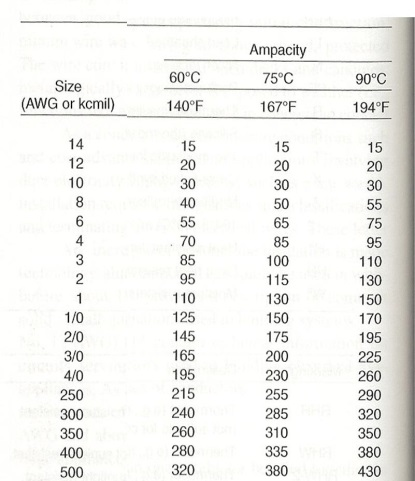 Ampacity
60°C 75°C 90°C
Size
(AWG or kcmil) 140°F 167°F 194°F
14 15 15 15
12 20 20 20
10 30 30 30
8 40 50 55
6 55 65 75
4 70 85 95
3 85 100 110
2 95 115 130
1 110 130 150
1/0 125 150 170
2/0 145 175 195
3/0 165 200 225
4/0 195 230 260
250 215 255 290
300 240 285 320
350 260 310 350
400 280 335 380
500 320 380 430